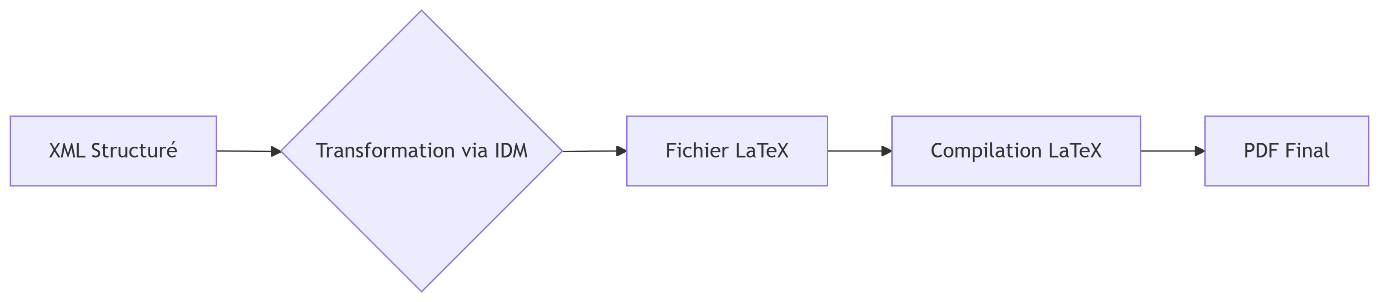 XML Structuré
Transformation via IDM
Fichier LaTeX
Compilation LaTeX
PDF Final